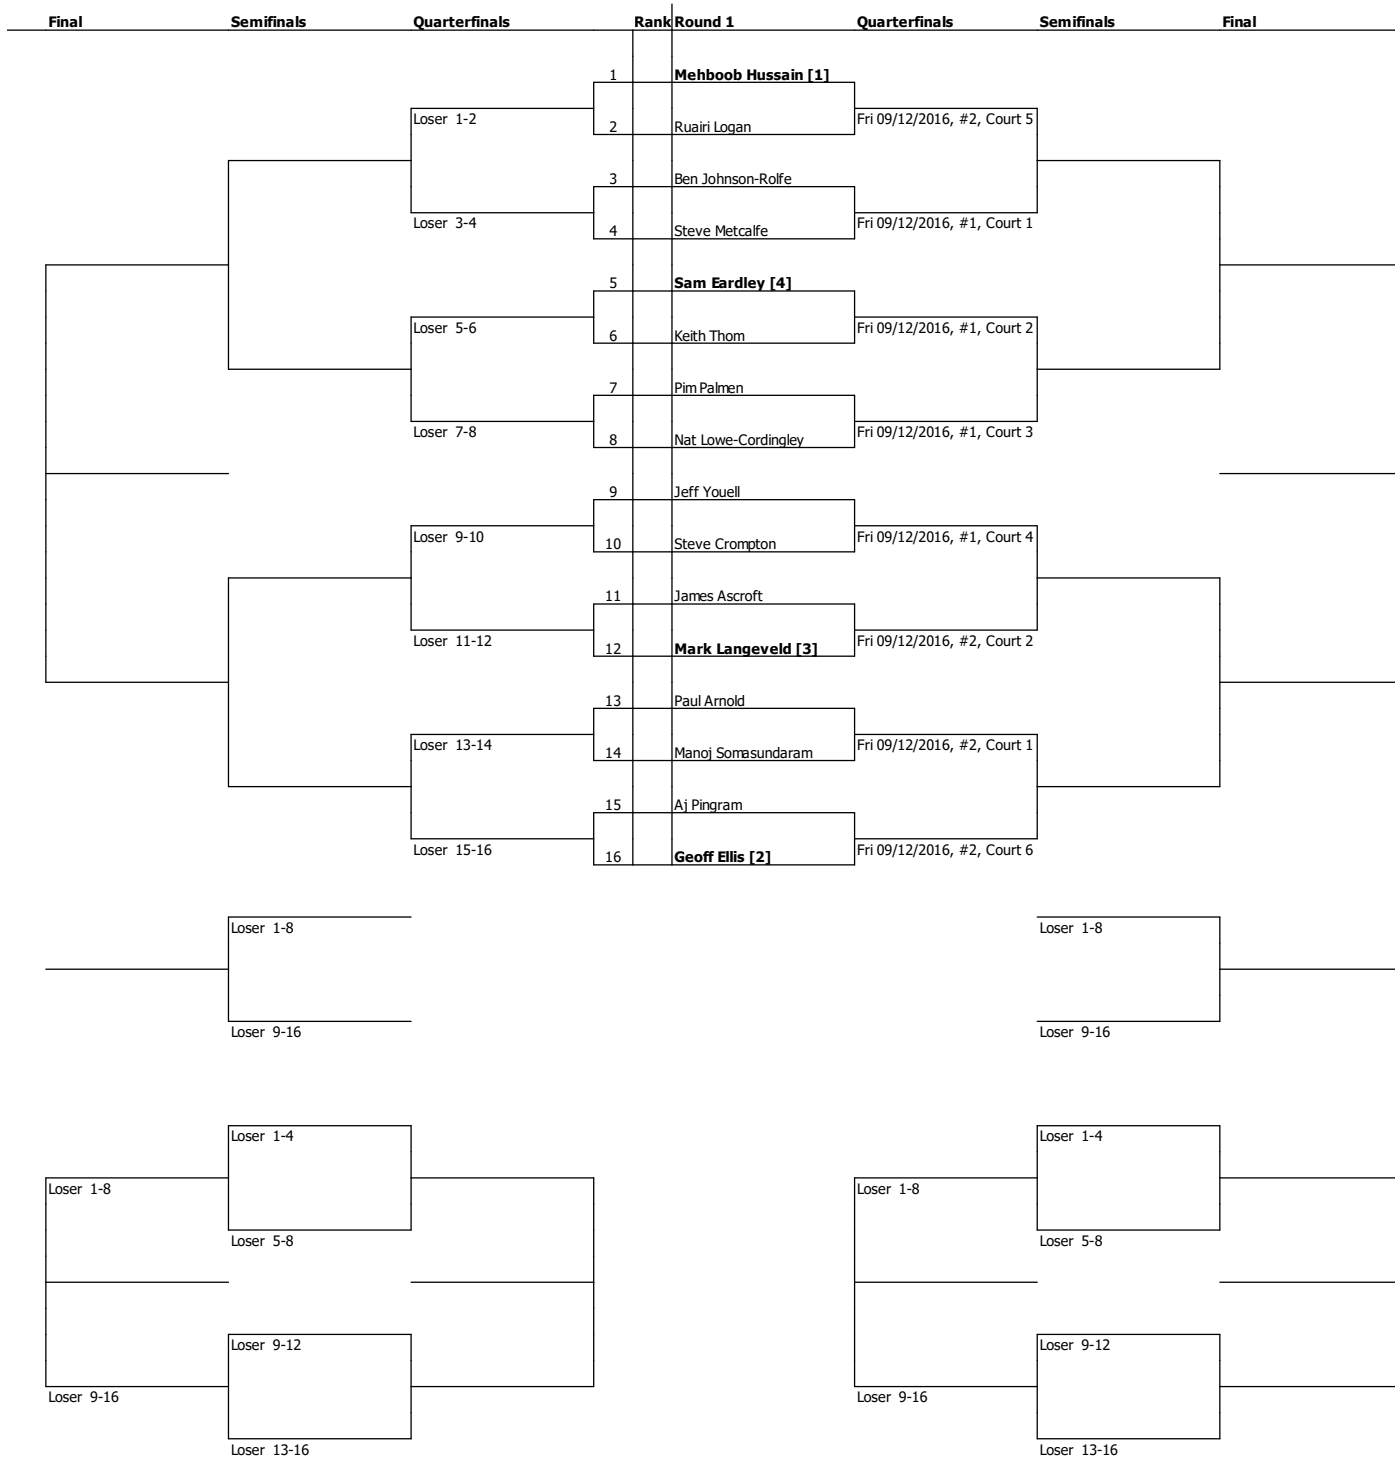 Final Semifinals Quarterfinals Rank Round 1 Quarterfinals Semifinals Final
1 Mehboob Hussain [1]
Loser 1-2 Fri 09/12/2016, #2, Court 5
2 Ruairi Logan
3 Ben Johnson-Rolfe
Loser 3-4 Fri 09/12/2016, #1, Court 1
4 Steve Metcalfe
5 Sam Eardley [4]
Loser 5-6 Fri 09/12/2016, #1, Court 2
6 Keith Thom
7 Pim Palmen
Loser 7-8 Fri 09/12/2016, #1, Court 3
8 Nat Lowe-Cordingley
9 Jeff Youell
Loser 9-10 Fri 09/12/2016, #1, Court 4
10 Steve Crompton
11 James Ascroft
Loser 11-12 Fri 09/12/2016, #2, Court 2
12 Mark Langeveld [3]
13 Paul Arnold
Loser 13-14 Fri 09/12/2016, #2, Court 1
14 Manoj Somasundaram
15 Aj Pingram
Loser 15-16 Fri 09/12/2016, #2, Court 6
16 Geoff Ellis [2]
Loser 1-8 Loser 1-8
Loser 9-16 Loser 9-16
Loser 1-4 Loser 1-4
Loser 1-8 Loser 1-8
Loser 5-8 Loser 5-8
Loser 9-12 Loser 9-12
Loser 9-16 Loser 9-16
Loser 13-16 Loser 13-16